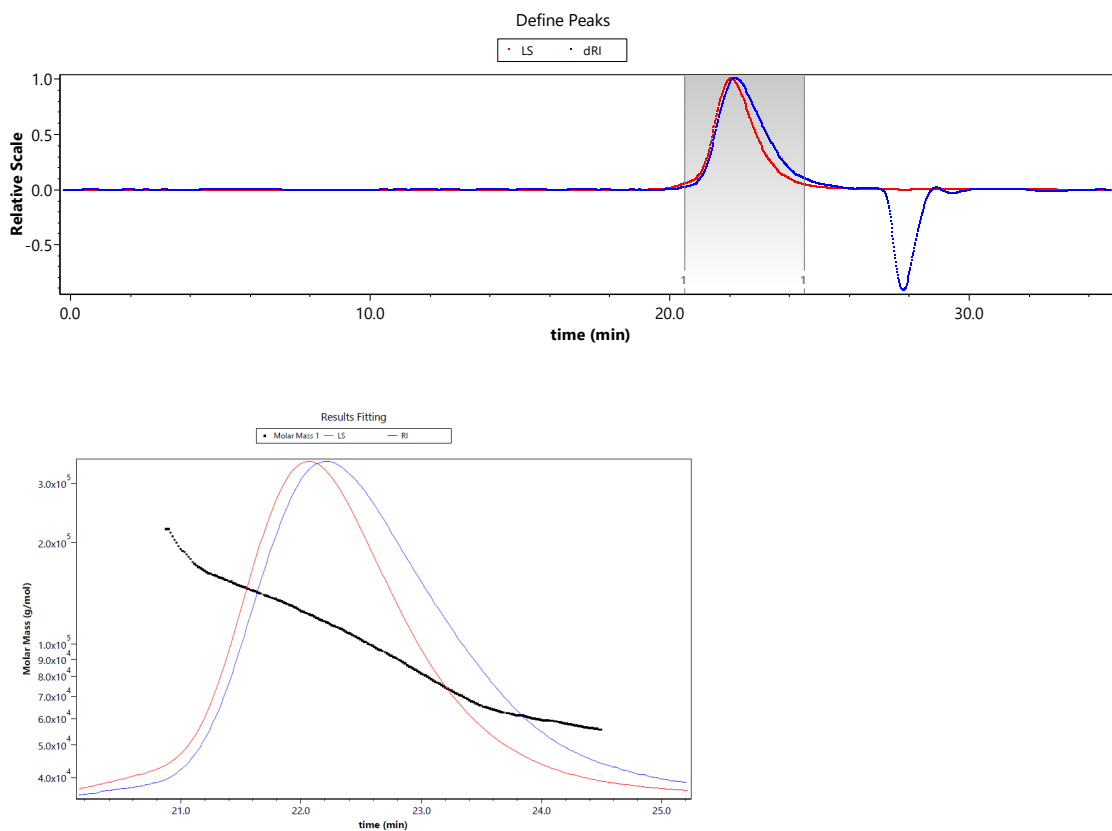 Define Peaks
LS dRI
1.0
0.5
0.0
-0.5
Relative Scale
1 1
0.0 10.0 20.0 30.0
time (min)
Results Fitting
Molar Mass 1 LS RI
3.0x10^5
2.0x10^5
1.0x10^5
9.0x10^4
8.0x10^4
7.0x10^4
6.0x10^4
5.0x10^4
4.0x10^4
Molar Mass (g/mol)
21.0 22.0 23.0 24.0 25.0
time (min)